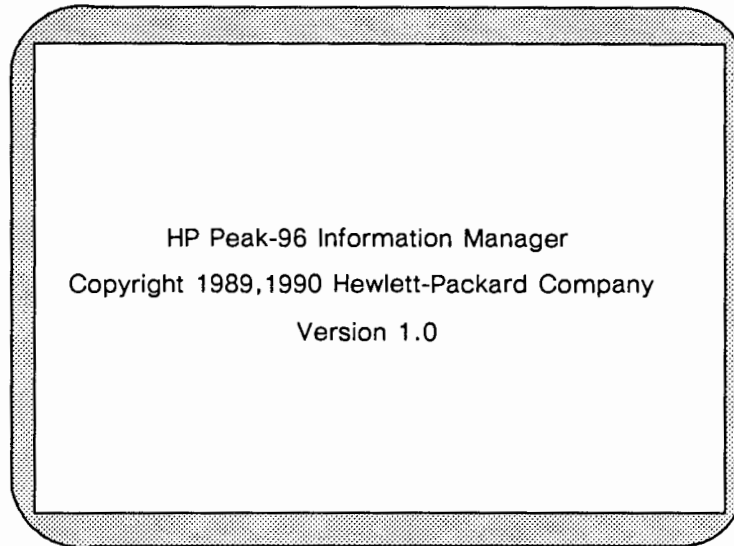 HP Peak-96 Information Manager
Copyright 1989,1990 Hewlett-Packard Company
Version 1.0